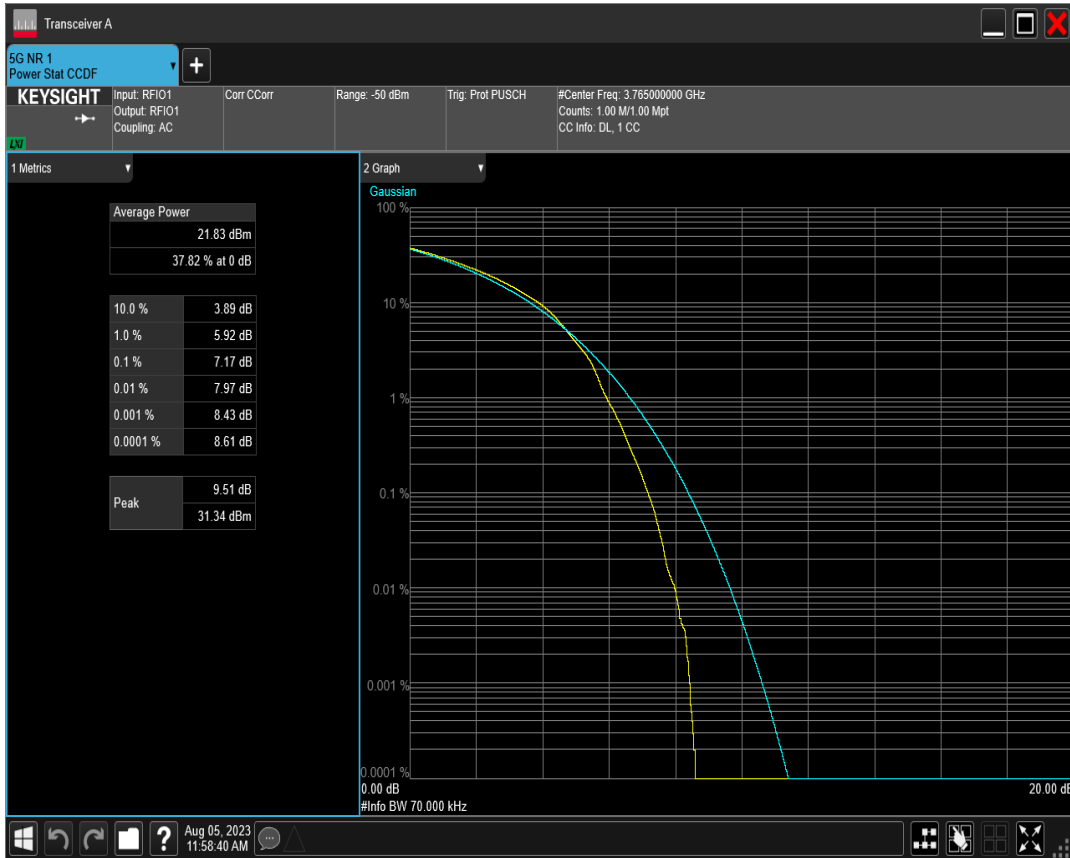 Transceiver A
5G NR 1
Power Stat CCDF
KEYSIGHT
LXI
Input: RFIO1
Output: RFIO1
Coupling: AC
Corr CCorr
Range: -50 dBm
Trig: Prot PUSCH
#Center Freq: 3.765000000 GHz
Counts: 1.00 M/1.00 Mpt
CC Info: DL, 1 CC
1 Metrics
Average Power
21.83 dBm
37.82 % at 0 dB
10.0 % 3.89 dB
1.0 % 5.92 dB
0.1 % 7.17 dB
0.01 % 7.97 dB
0.001 % 8.43 dB
0.0001 % 8.61 dB
Peak
9.51 dB
31.34 dBm
2 Graph
Gaussian
100 %
10 %
1 %
0.1 %
0.01 %
0.001 %
0.0001 %
0.00 dB
20.00 dB
#Info BW 70.000 kHz
Aug 05, 2023
11:58:40 AM